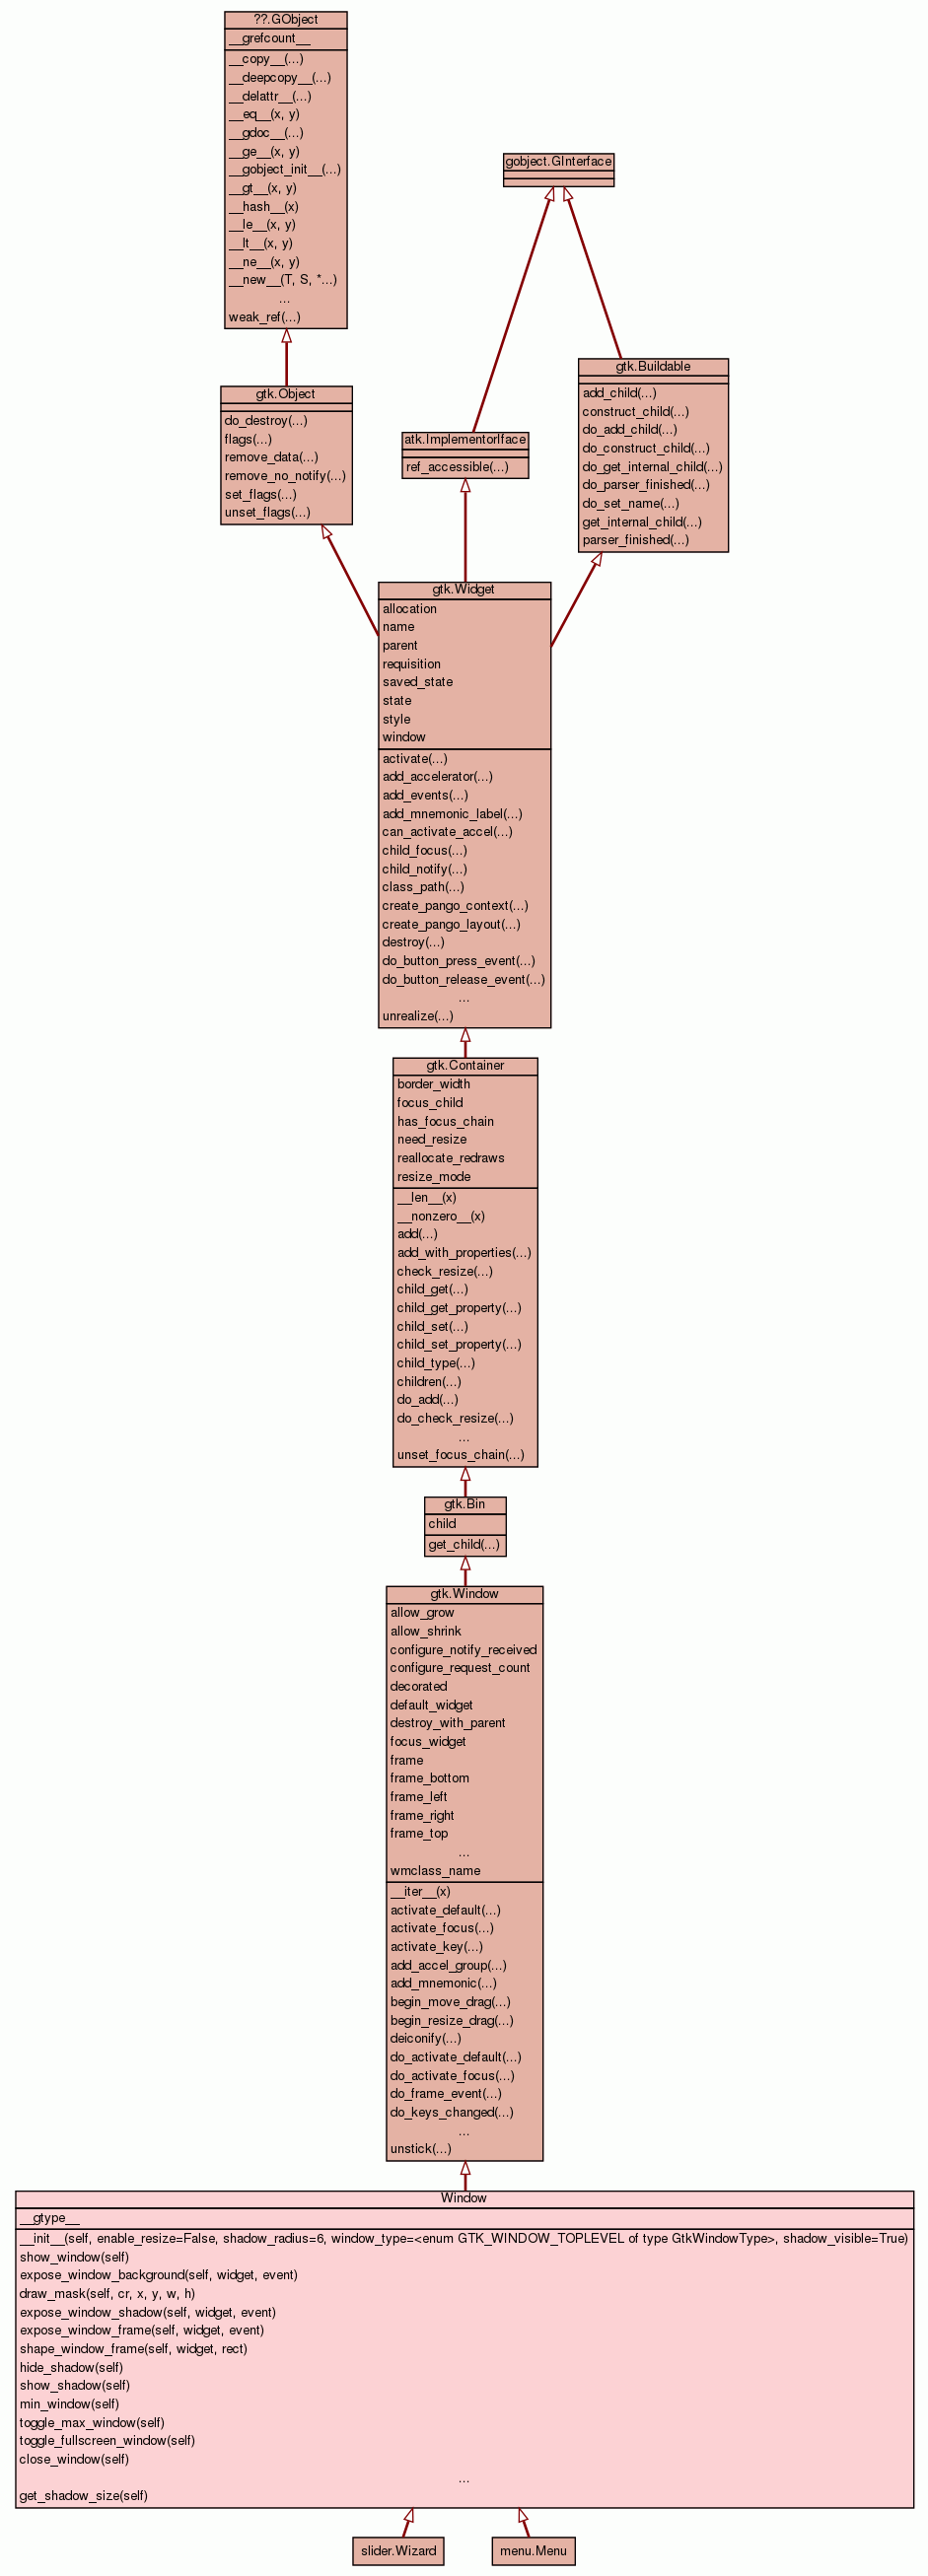 ??.GObject
__grefcount__
__copy__(...)
__deepcopy__(...)
__delattr__(...)
__eq__(x, y)
__gdoc__(...)
__ge__(x, y)
__gobject_init__(...)
__gt__(x, y)
__hash__(x)
__le__(x, y)
__lt__(x, y)
__ne__(x, y)
__new__(T, S, *...)
...
weak_ref(...)
gobject.GInterface
gtk.Object
do_destroy(...)
flags(...)
remove_data(...)
remove_no_notify(...)
set_flags(...)
unset_flags(...)
atk.ImplementorIface
ref_accessible(...)
gtk.Buildable
add_child(...)
construct_child(...)
do_add_child(...)
do_construct_child(...)
do_get_internal_child(...)
do_parser_finished(...)
do_set_name(...)
get_internal_child(...)
parser_finished(...)
gtk.Widget
allocation
name
parent
requisition
saved_state
state
style
window
activate(...)
add_accelerator(...)
add_events(...)
add_mnemonic_label(...)
can_activate_accel(...)
child_focus(...)
child_notify(...)
class_path(...)
create_pango_context(...)
create_pango_layout(...)
destroy(...)
do_button_press_event(...)
do_button_release_event(...)
...
unrealize(...)
gtk.Container
border_width
focus_child
has_focus_chain
need_resize
reallocate_redraws
resize_mode
__len__(x)
__nonzero__(x)
add(...)
add_with_properties(...)
check_resize(...)
child_get(...)
child_get_property(...)
child_set(...)
child_set_property(...)
child_type(...)
children(...)
do_add(...)
do_check_resize(...)
...
unset_focus_chain(...)
gtk.Bin
child
get_child(...)
gtk.Window
allow_grow
allow_shrink
configure_notify_received
configure_request_count
decorated
default_widget
destroy_with_parent
focus_widget
frame
frame_bottom
frame_left
frame_right
frame_top
...
wmclass_name
__iter__(x)
activate_default(...)
activate_focus(...)
activate_key(...)
add_accel_group(...)
add_mnemonic(...)
begin_move_drag(...)
begin_resize_drag(...)
deiconify(...)
do_activate_default(...)
do_activate_focus(...)
do_frame_event(...)
do_keys_changed(...)
...
unstick(...)
Window
__gtype__
__init__(self, enable_resize=False, shadow_radius=6, window_type=<enum GTK_WINDOW_TOPLEVEL of type GtkWindowType>, shadow_visible=True)
show_window(self)
expose_window_background(self, widget, event)
draw_mask(self, cr, x, y, w, h)
expose_window_shadow(self, widget, event)
expose_window_frame(self, widget, event)
shape_window_frame(self, widget, rect)
hide_shadow(self)
show_shadow(self)
min_window(self)
toggle_max_window(self)
toggle_fullscreen_window(self)
close_window(self)
...
get_shadow_size(self)
slider.Wizard
menu.Menu